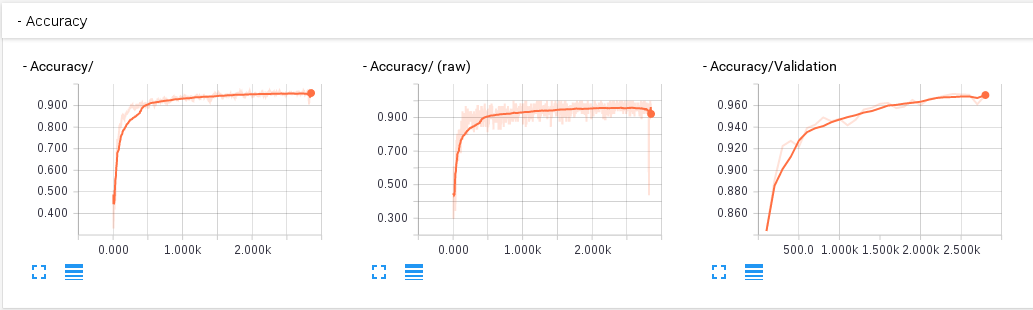 - Accuracy
- Accuracy/
0.900
0.800
0.700
0.600
0.500
0.400
0.000 1.000k 2.000k
- Accuracy/ (raw)
0.900
0.700
0.500
0.300
0.000 1.000k 2.000k
- Accuracy/Validation
0.960
0.940
0.920
0.900
0.880
0.860
500.0 1.000k 1.500k 2.000k 2.500k